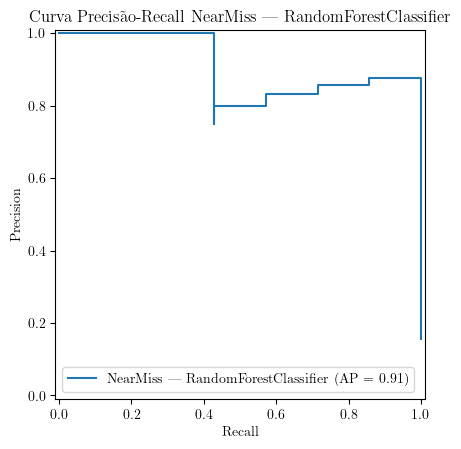 Curva Precisão-Recall NearMiss — RandomForestClassifier
1.0
0.8
0.6
0.4
0.2
0.0
Precision
NearMiss — RandomForestClassifier (AP = 0.91)
0.0 0.2 0.4 0.6 0.8 1.0
Recall